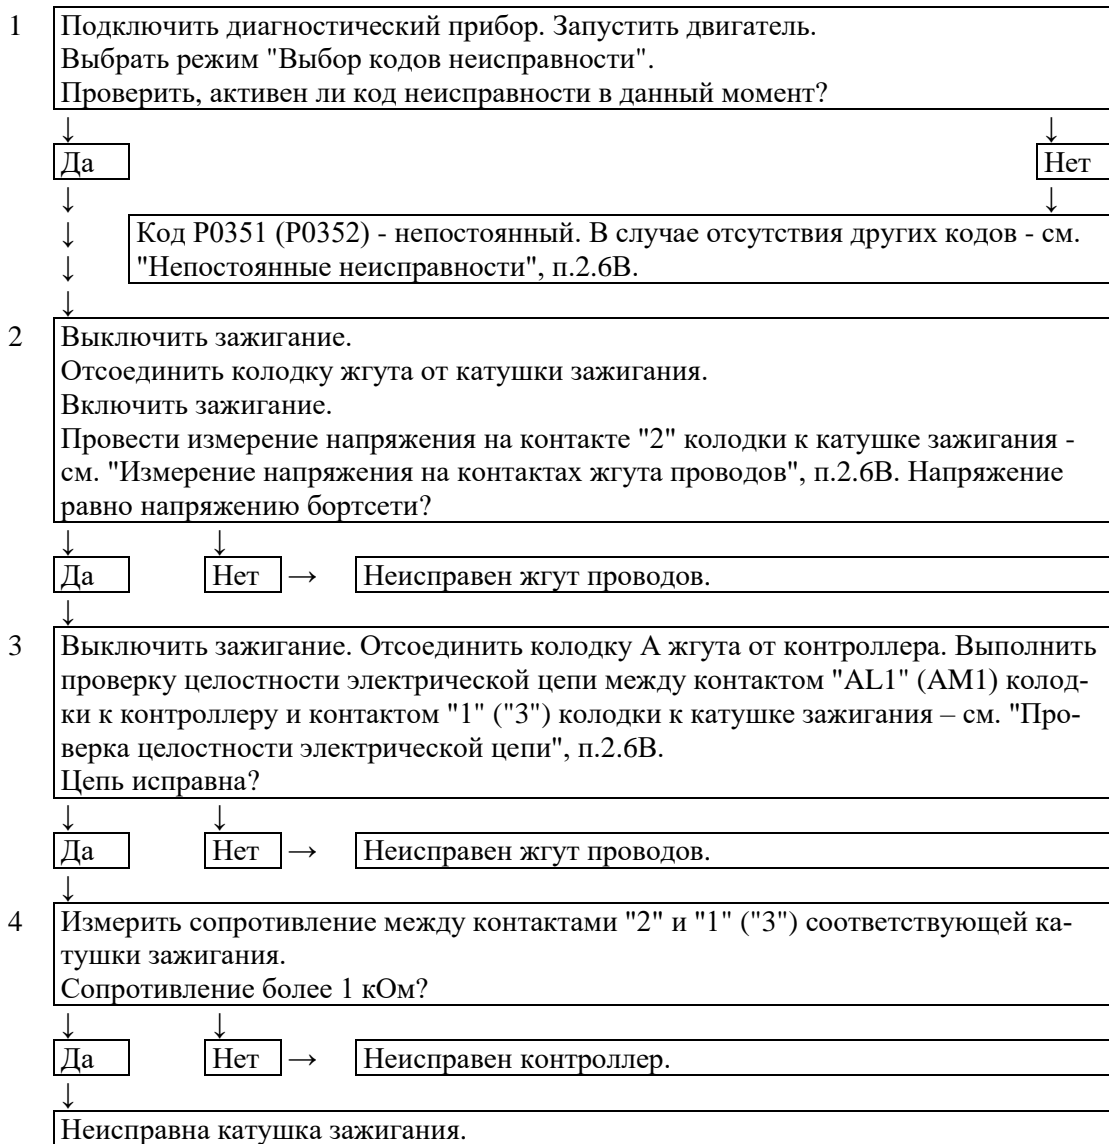 1 Подключить диагностический прибор. Запустить двигатель.
Выбрать режим "Выбор кодов неисправности".
Проверить, активен ли код неисправности в данный момент?
↓ ↓
Да Нет
↓ ↓
↓ Код Р0351 (Р0352) - непостоянный. В случае отсутствия других кодов - см.
↓ "Непостоянные неисправности", п.2.6В.
↓
2 Выключить зажигание.
Отсоединить колодку жгута от катушки зажигания.
Включить зажигание.
Провести измерение напряжения на контакте "2" колодки к катушке зажигания -
см. "Измерение напряжения на контактах жгута проводов", п.2.6В. Напряжение
равно напряжению бортсети?
↓ ↓
Да Нет → Неисправен жгут проводов.
↓
3 Выключить зажигание. Отсоединить колодку А жгута от контроллера. Выполнить
проверку целостности электрической цепи между контактом "AL1" (AM1) колод-
ки к контроллеру и контактом "1" ("3") колодки к катушке зажигания – см. "Про-
верка целостности электрической цепи", п.2.6В.
Цепь исправна?
↓ ↓
Да Нет → Неисправен жгут проводов.
↓
4 Измерить сопротивление между контактами "2" и "1" ("3") соответствующей ка-
тушки зажигания.
Сопротивление более 1 кОм?
↓ ↓
Да Нет → Неисправен контроллер.
↓
Неисправна катушка зажигания.